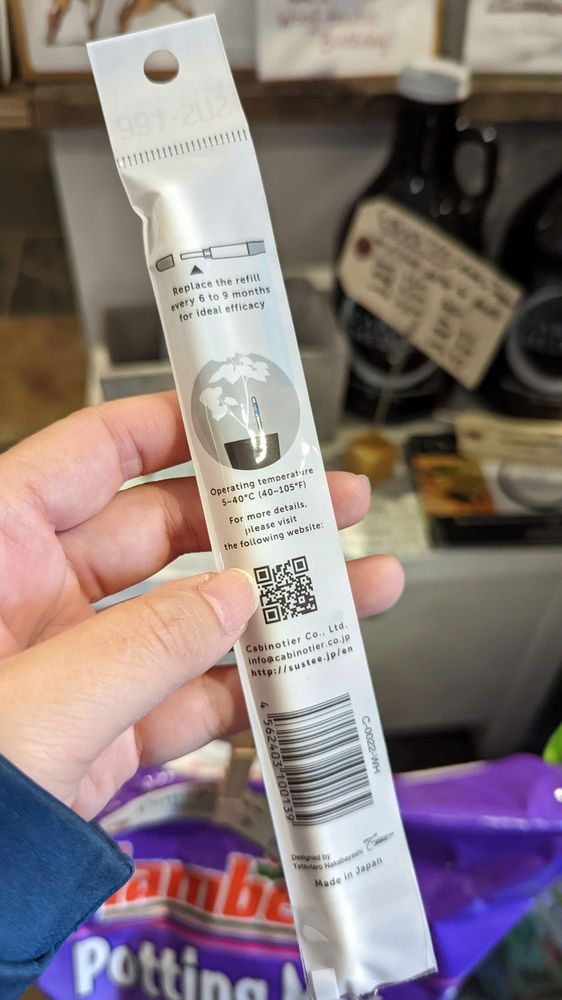 Replace the refill
every 6 to 9 months
for ideal efficacy
Operating temperature
5~40°C (40~105°F)
For more details,
please visit
the following website:
Cabinotier Co., Ltd.
info@cabinotier.co.jp
http://sustee.jp/en
4 562403 100139
C-0022-WH
Designed by
Tetsutaro Nakabayashi
Made in Japan
Potting